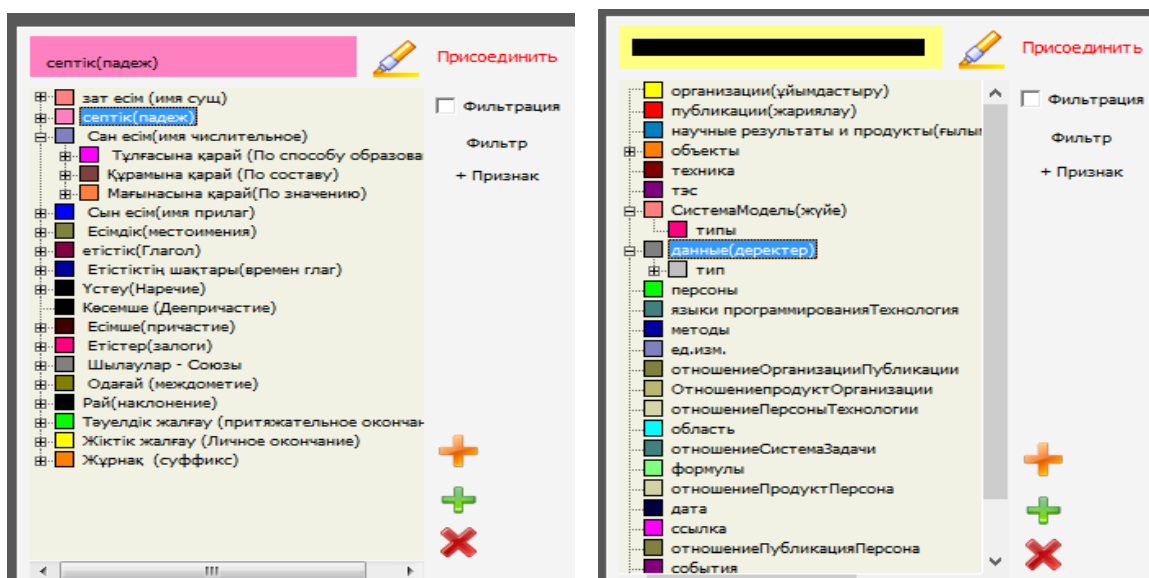 септік(падеж)
Присоединить
зат есім (имя сущ)
септік(падеж)
Сан есім(имя числительное)
Тұлғасына қарай (По способу образова
Құрамына қарай (По составу)
Мағынасына қарай(По значению)
Сын есім(имя прилаг)
Есімдік(местоимения)
етістік(Глагол)
Етістіктің шақтары(времен глаг)
Үстеу(Наречие)
Көсемше (Деепричастие)
Есімше(причастие)
Етістер(залоги)
Шылаулар - Союзы
Одағай (междометие)
Рай(наклонение)
Тәуелдік жалғау (притяжательное окончан
Жіктік жалғау (Личное окончание)
Жұрнақ (суффикс)
Фильтрация
Фильтр
+ Признак
Присоединить
организации(ұйымдастыру)
публикации(жариялау)
научные результаты и продукты(ғылым
объекты
техника
тэс
СистемаМодель(жүйе)
типы
данные(деректер)
тип
персоны
языки программированияТехнология
методы
ед.изм.
отношениеОрганизацииПубликации
ОтношениепродуктОрганизации
отношениеПерсоныТехнологии
область
отношениеСистемаЗадачи
формулы
отношениеПродуктПерсона
дата
ссылка
отношениеПубликацияПерсона
события
Фильтрация
Фильтр
+ Признак